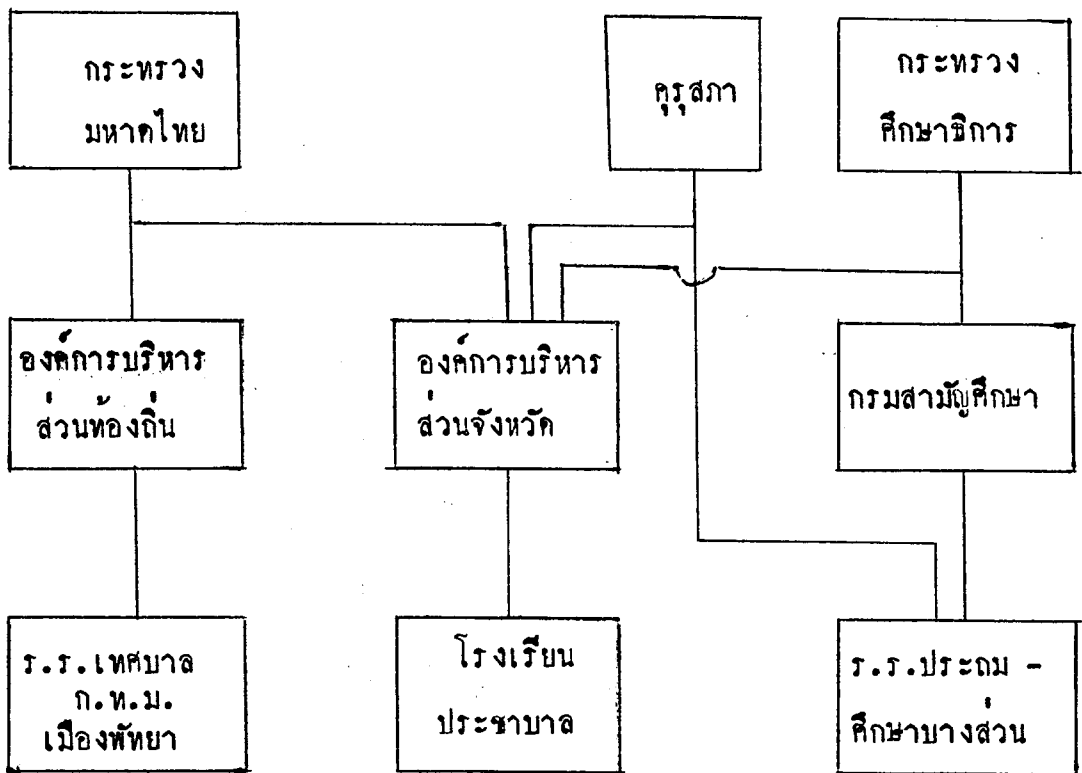 กระทรวง
มหาดไทย
คุรุสภา
กระทรวง
ศึกษาธิการ
องค์การบริหาร
ส่วนท้องถิ่น
องค์การบริหาร
ส่วนจังหวัด
กรมสามัญศึกษา
ร.ร.เทศบาล
ก.ท.ม.
เมืองพัทยา
โรงเรียน
ประชาบาล
ร.ร.ประถม -
ศึกษาบางส่วน